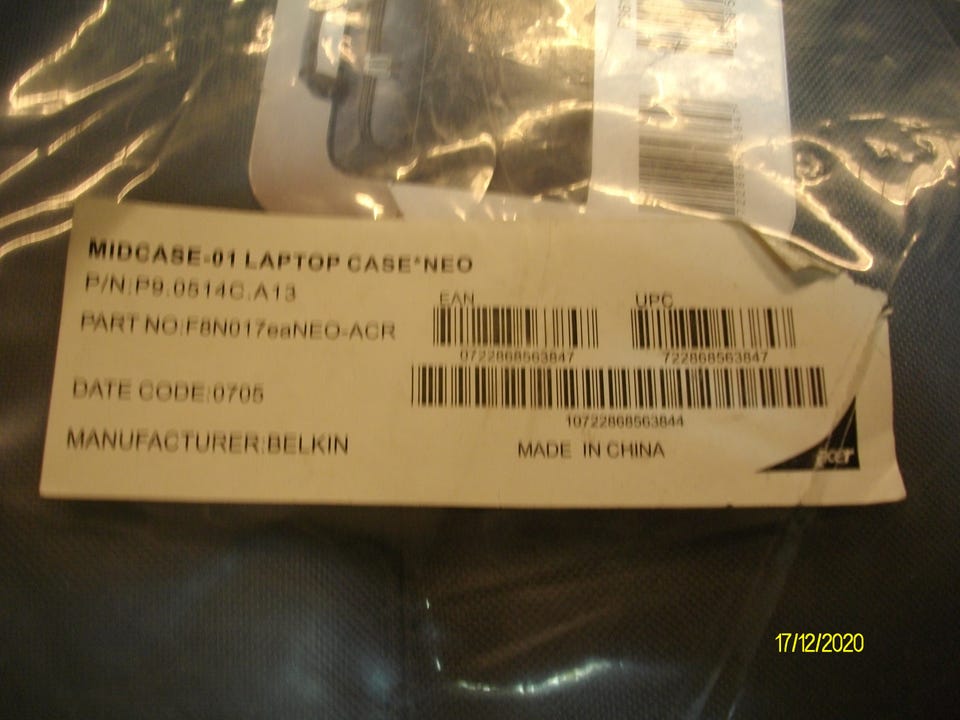 MIDCASE-01 LAPTOP CASE*NEO
P/N:P9.0514C.A13
PART NO:F8N017eaNEO-ACR
EAN UPC
0722868563847 722868563847
DATE CODE:0705
10722868563844
MANUFACTURER:BELKIN MADE IN CHINA
acer
17/12/2020